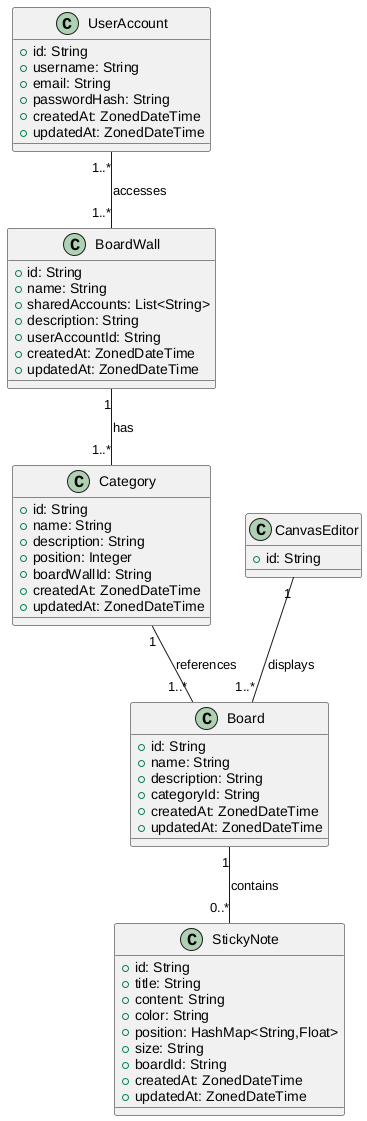 C UserAccount
id: String
username: String
email: String
passwordHash: String
createdAt: ZonedDateTime
updatedAt: ZonedDateTime
1..*
accesses
1..*
C BoardWall
id: String
name: String
sharedAccounts: List<String>
description: String
userAccountId: String
createdAt: ZonedDateTime
updatedAt: ZonedDateTime
1
has
1..*
C Category
id: String
name: String
description: String
position: Integer
boardWallId: String
createdAt: ZonedDateTime
updatedAt: ZonedDateTime
C CanvasEditor
id: String
1
references
1..*
1
displays
1..*
C Board
id: String
name: String
description: String
categoryId: String
createdAt: ZonedDateTime
updatedAt: ZonedDateTime
1
contains
0..*
C StickyNote
id: String
title: String
content: String
color: String
position: HashMap<String,Float>
size: String
boardId: String
createdAt: ZonedDateTime
updatedAt: ZonedDateTime